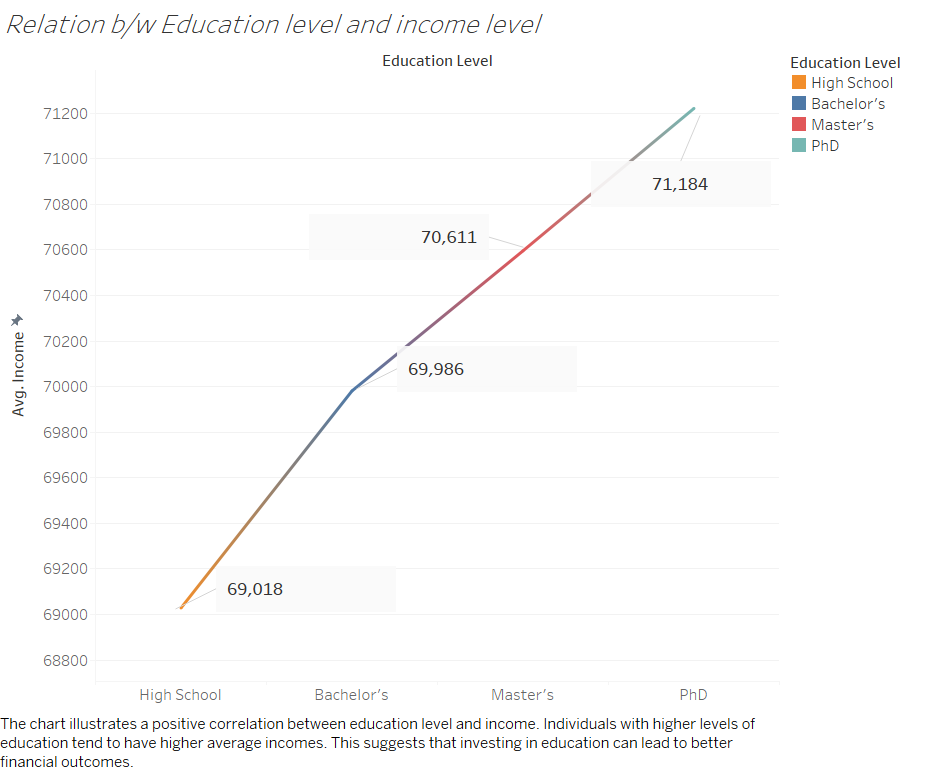 Relation b/w Education level and income level
Education Level
Education Level
High School
Bachelor's
Master's
PhD
71200
71000
70800
70600
70400
70200
70000
69800
69600
69400
69200
69000
68800
Avg. Income
71,184
70,611
69,986
69,018
High School
Bachelor's
Master's
PhD
The chart illustrates a positive correlation between education level and income. Individuals with higher levels of
education tend to have higher average incomes. This suggests that investing in education can lead to better
financial outcomes.